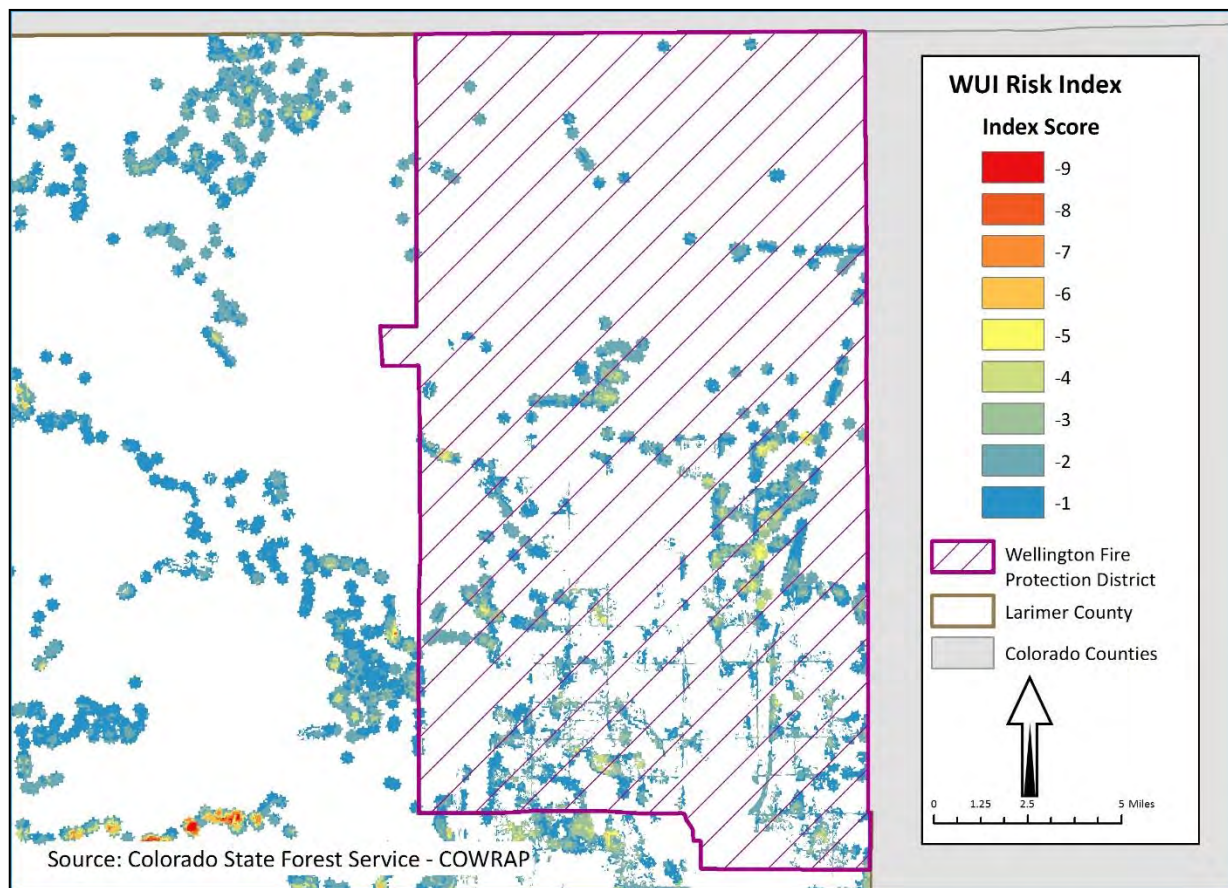 WUI Risk Index
Index Score
-9
-8
-7
-6
-5
-4
-3
-2
-1
Wellington Fire
Protection District
Larimer County
Colorado Counties
0 1.25 2.5 5 Miles
Source: Colorado State Forest Service - COWRAP